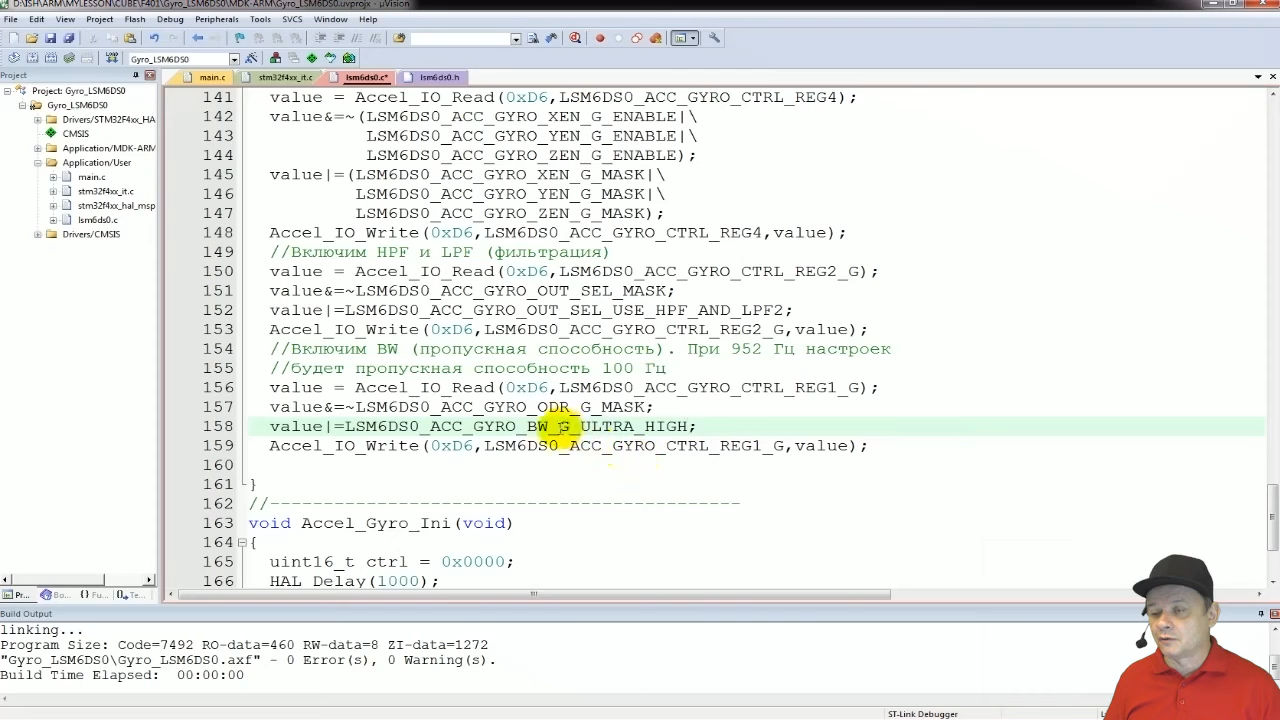 D:\ISH\ARM\MYLESSON\CUBE\F401\Gyro_LSM6DS0\MDK-ARM\Gyro_LSM6DS0.uvprojx - µVision
File Edit View Project Flash Debug Peripherals Tools SVCS Window Help
Gyro_LSM6DS0
Project
main.c stm32f4xx_it.c lsm6ds0.c* lsm6ds0.h
Project: Gyro_LSM6DS0
Gyro_LSM6DS0
Drivers/STM32F4xx_HA
CMSIS
Application/MDK-ARM
Application/User
main.c
stm32f4xx_it.c
stm32f4xx_hal_msp
lsm6ds0.c
Drivers/CMSIS
141 value = Accel_IO_Read(0xD6,LSM6DS0_ACC_GYRO_CTRL_REG4);
142 value&=~(LSM6DS0_ACC_GYRO_XEN_G_ENABLE|\
143 LSM6DS0_ACC_GYRO_YEN_G_ENABLE|\
144 LSM6DS0_ACC_GYRO_ZEN_G_ENABLE);
145 value|=(LSM6DS0_ACC_GYRO_XEN_G_MASK|\
146 LSM6DS0_ACC_GYRO_YEN_G_MASK|\
147 LSM6DS0_ACC_GYRO_ZEN_G_MASK);
148 Accel_IO_Write(0xD6,LSM6DS0_ACC_GYRO_CTRL_REG4,value);
149 //Включим HPF и LPF (фильтрация)
150 value = Accel_IO_Read(0xD6,LSM6DS0_ACC_GYRO_CTRL_REG2_G);
151 value&=~LSM6DS0_ACC_GYRO_OUT_SEL_MASK;
152 value|=LSM6DS0_ACC_GYRO_OUT_SEL_USE_HPF_AND_LPF2;
153 Accel_IO_Write(0xD6,LSM6DS0_ACC_GYRO_CTRL_REG2_G,value);
154 //Включим BW (пропускная способность). При 952 Гц настроек
155 //будет пропускная способность 100 Гц
156 value = Accel_IO_Read(0xD6,LSM6DS0_ACC_GYRO_CTRL_REG1_G);
157 value&=~LSM6DS0_ACC_GYRO_ODR_G_MASK;
158 value|=LSM6DS0_ACC_GYRO_BW_G_ULTRA_HIGH;
159 Accel_IO_Write(0xD6,LSM6DS0_ACC_GYRO_CTRL_REG1_G,value);
160
161 }
162 //--------------------------------------------
163 void Accel_Gyro_Ini(void)
164 {
165 uint16_t ctrl = 0x0000;
166 HAL_Delay(1000);
Pr... Bo... {} Fu... Te...
Build Output
linking...
Program Size: Code=7492 RO-data=460 RW-data=8 ZI-data=1272
"Gyro_LSM6DS0\Gyro_LSM6DS0.axf" - 0 Error(s), 0 Warning(s).
Build Time Elapsed: 00:00:00
ST-Link Debugger